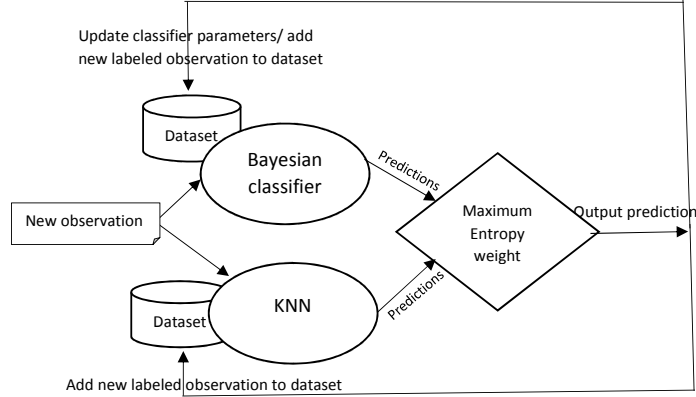 Update classifier parameters/ add
new labeled observation to dataset
Dataset
Bayesian
classifier
Predictions
New observation
Maximum
Entropy
weight
Output prediction
KNN
Dataset
Predictions
Add new labeled observation to dataset